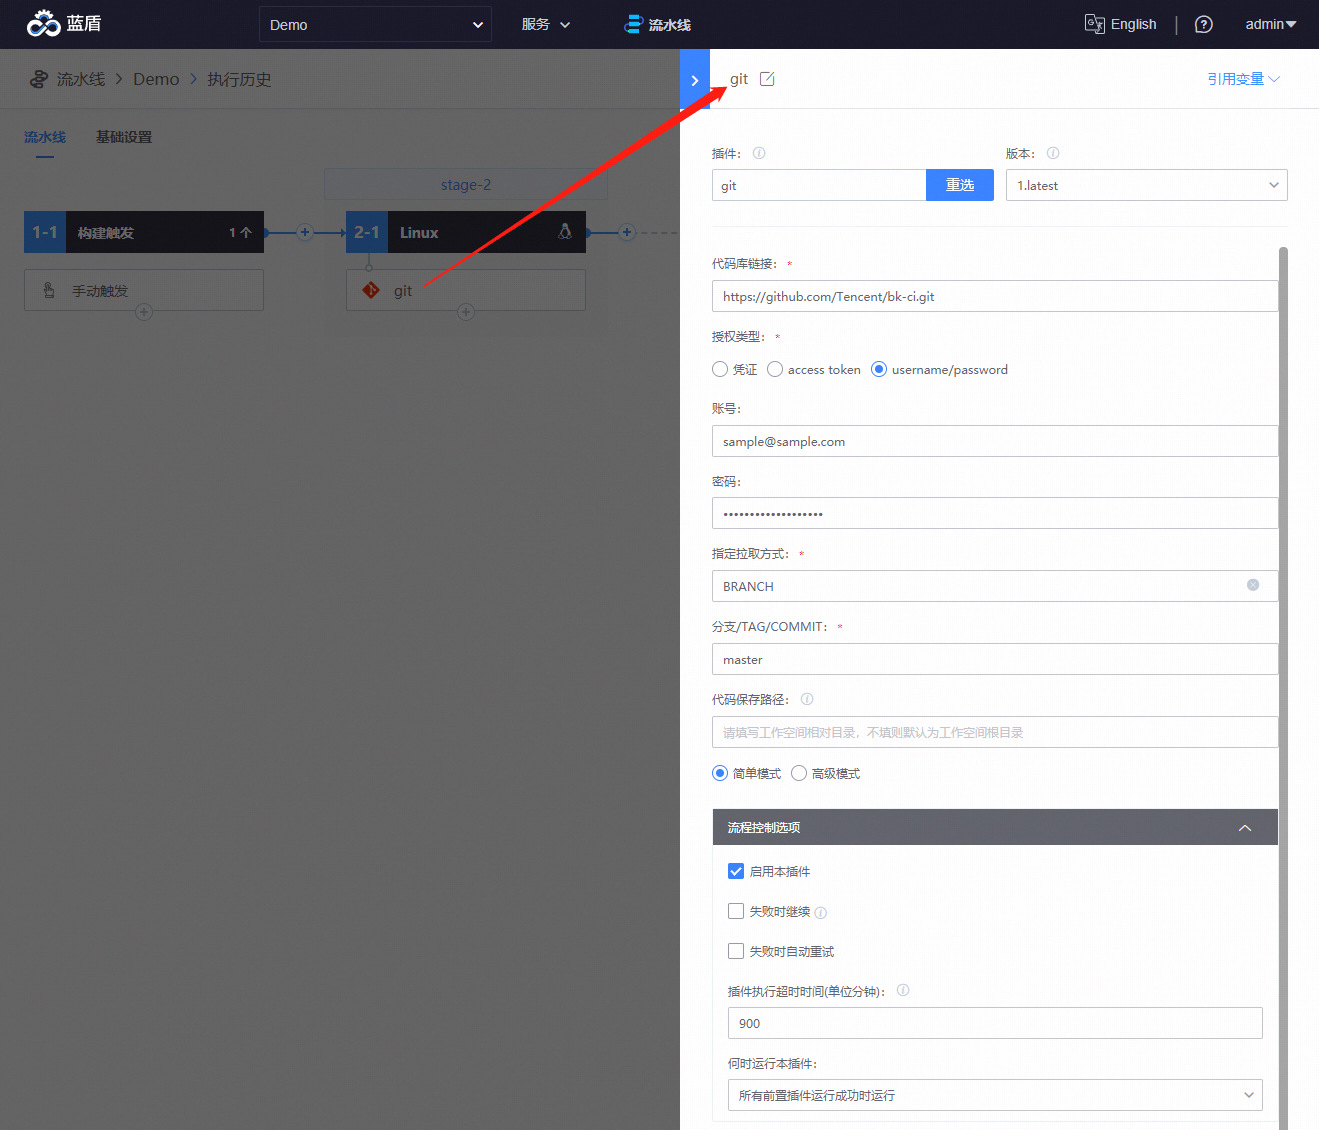 蓝盾
Demo
服务
流水线
English
admin
流水线 > Demo > 执行历史
git
引用变量
流水线
基础设置
插件：
版本：
git
重选
1.latest
stage-2
1-1
构建触发
1 个
2-1
Linux
手动触发
git
代码库链接： *
https://github.com/Tencent/bk-ci.git
授权类型： *
凭证
access token
username/password
账号：
sample@sample.com
密码：
•••••••••••••••••••
指定拉取方式： *
BRANCH
分支/TAG/COMMIT： *
master
代码保存路径：
请填写工作空间相对目录，不填则默认为工作空间根目录
简单模式
高级模式
流程控制选项
启用本插件
失败时继续
失败时自动重试
插件执行超时时间(单位分钟)：
900
何时运行本插件：
所有前置插件运行成功时运行